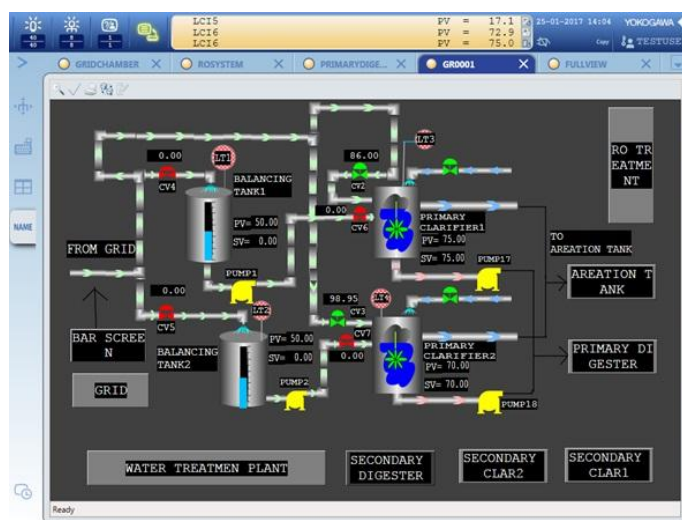 LCI5 PV = 17.1
LCI6 PV = 72.9
LCI6 PV = 75.0
25-01-2017 14:04 YOKOGAWA
Copy TESTUSE
GRIDCHAMBER
ROSYSTEM
PRIMARYDIGE...
GR0001
FULLVIEW
NAME
0.00
CV4
LT1
BALANCING
TANK1
PV= 50.00
SV= 0.00
PUMP1
86.00
CV2
LT3
0.00
CV6
PRIMARY
CLARIFIER1
PV= 75.00
SV= 75.00
PUMP17
RO TR
EATME
NT
TO
AREATION TANK
AREATION T
ANK
FROM GRID
0.00
CV5
BAR SCREE
N
GRID
BALANCING
TANK2
LT2
PV= 50.00
SV= 0.00
PUMP2
98.95
CV3
CV7
0.00
LT4
PRIMARY
CLARIFIER2
PV= 70.00
SV= 70.00
PUMP18
PRIMARY DI
GESTER
WATER TREATMEN PLANT
SECONDARY
DIGESTER
SECONDARY
CLAR2
SECONDARY
CLAR1
Ready